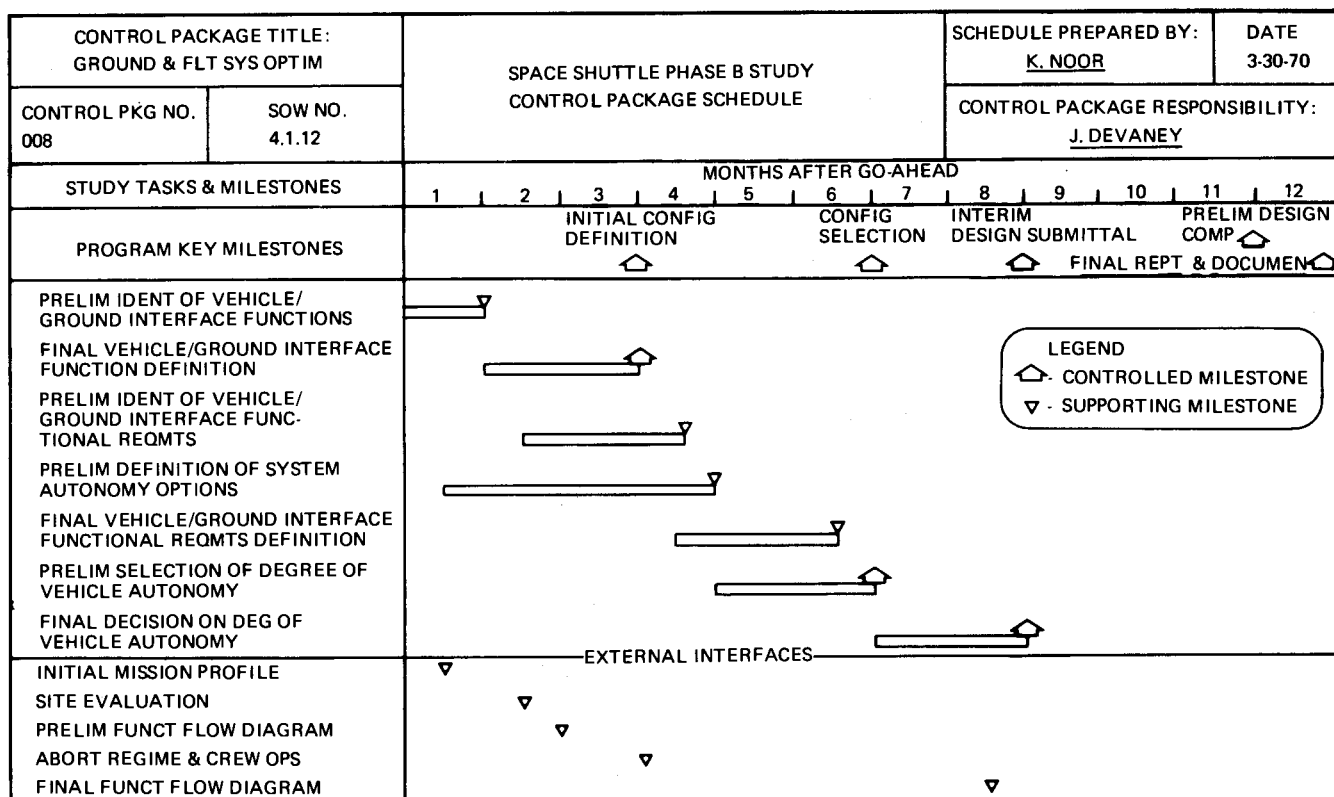 CONTROL PACKAGE TITLE:
GROUND & FLT SYS OPTIM
CONTROL PKG NO.
008
SOW NO.
4.1.12
SPACE SHUTTLE PHASE B STUDY
CONTROL PACKAGE SCHEDULE
SCHEDULE PREPARED BY:
K. NOOR
DATE
3-30-70
CONTROL PACKAGE RESPONSIBILITY:
J. DEVANEY
STUDY TASKS & MILESTONES
MONTHS AFTER GO-AHEAD
1 2 3 4 5 6 7 8 9 10 11 12
PROGRAM KEY MILESTONES
INITIAL CONFIG
DEFINITION
CONFIG
SELECTION
INTERIM
DESIGN SUBMITTAL
PRELIM DESIGN
COMP
FINAL REPT & DOCUMEN
PRELIM IDENT OF VEHICLE/
GROUND INTERFACE FUNCTIONS
FINAL VEHICLE/GROUND INTERFACE
FUNCTION DEFINITION
PRELIM IDENT OF VEHICLE/
GROUND INTERFACE FUNC-
TIONAL REQMTS
PRELIM DEFINITION OF SYSTEM
AUTONOMY OPTIONS
FINAL VEHICLE/GROUND INTERFACE
FUNCTIONAL REQMTS DEFINITION
PRELIM SELECTION OF DEGREE OF
VEHICLE AUTONOMY
FINAL DECISION ON DEG OF
VEHICLE AUTONOMY
LEGEND
- CONTROLLED MILESTONE
- SUPPORTING MILESTONE
EXTERNAL INTERFACES
INITIAL MISSION PROFILE
SITE EVALUATION
PRELIM FUNCT FLOW DIAGRAM
ABORT REGIME & CREW OPS
FINAL FUNCT FLOW DIAGRAM